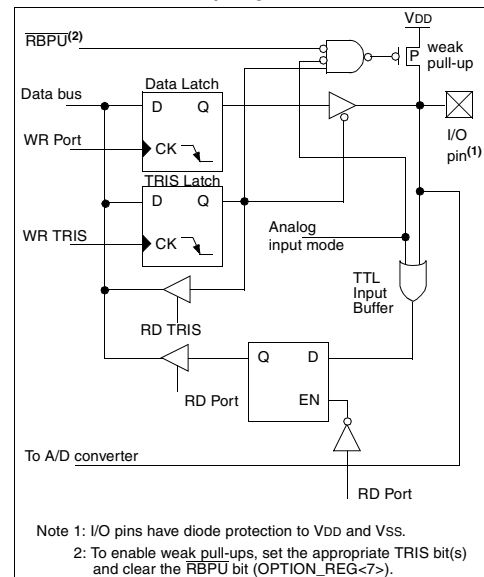 VDD
RBPU(2)
P weak
pull-up
Data Latch
Data bus
D Q
WR Port
CK
I/O
pin(1)
TRIS Latch
D Q
WR TRIS
CK
Analog
input mode
TTL
Input
Buffer
RD TRIS
Q D
RD Port
EN
To A/D converter
RD Port
Note 1: I/O pins have diode protection to VDD and VSS.
2: To enable weak pull-ups, set the appropriate TRIS bit(s)
and clear the RBPU bit (OPTION_REG<7>).